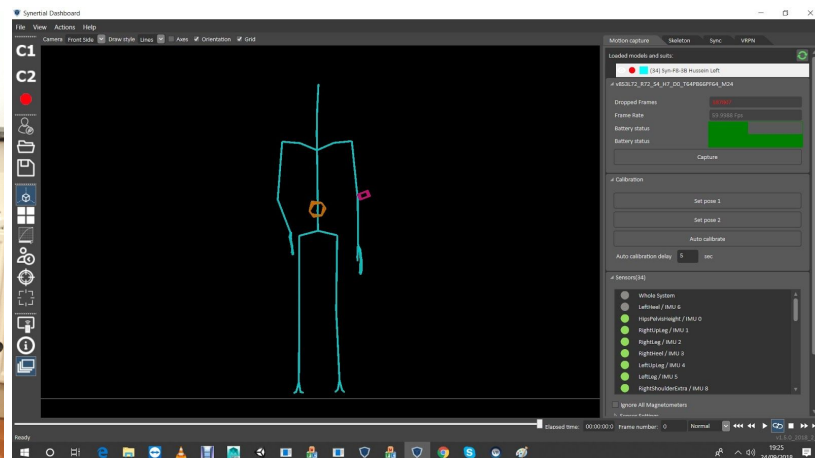 Synertial Dashboard
File View Actions Help
Camera Front Side Draw style Lines Axes Orientation Grid
C1
C2
Motion capture Skeleton Sync VRPN
Loaded models and suits:
(34) Syn-FB-3B Hussein Left
Dropped Frames
Frame Rate
Battery status
Battery status
Capture
Calibration
Set pose 1
Set pose 2
Auto calibrate
Auto calibration delay 5 sec
Sensors(34)
Whole System
LeftHeel / IMU 6
HipsPelvisHeight / IMU 0
RightUpLeg / IMU 1
RightLeg / IMU 2
RightHeel / IMU 3
LeftUpLeg / IMU 4
LeftLeg / IMU 5
RightShoulderExtra / IMU 8
Ignore All Magnetometers
Elapsed time: 00:00:00:0 Frame number: 0 Normal
Ready
19:25
24/09/2018